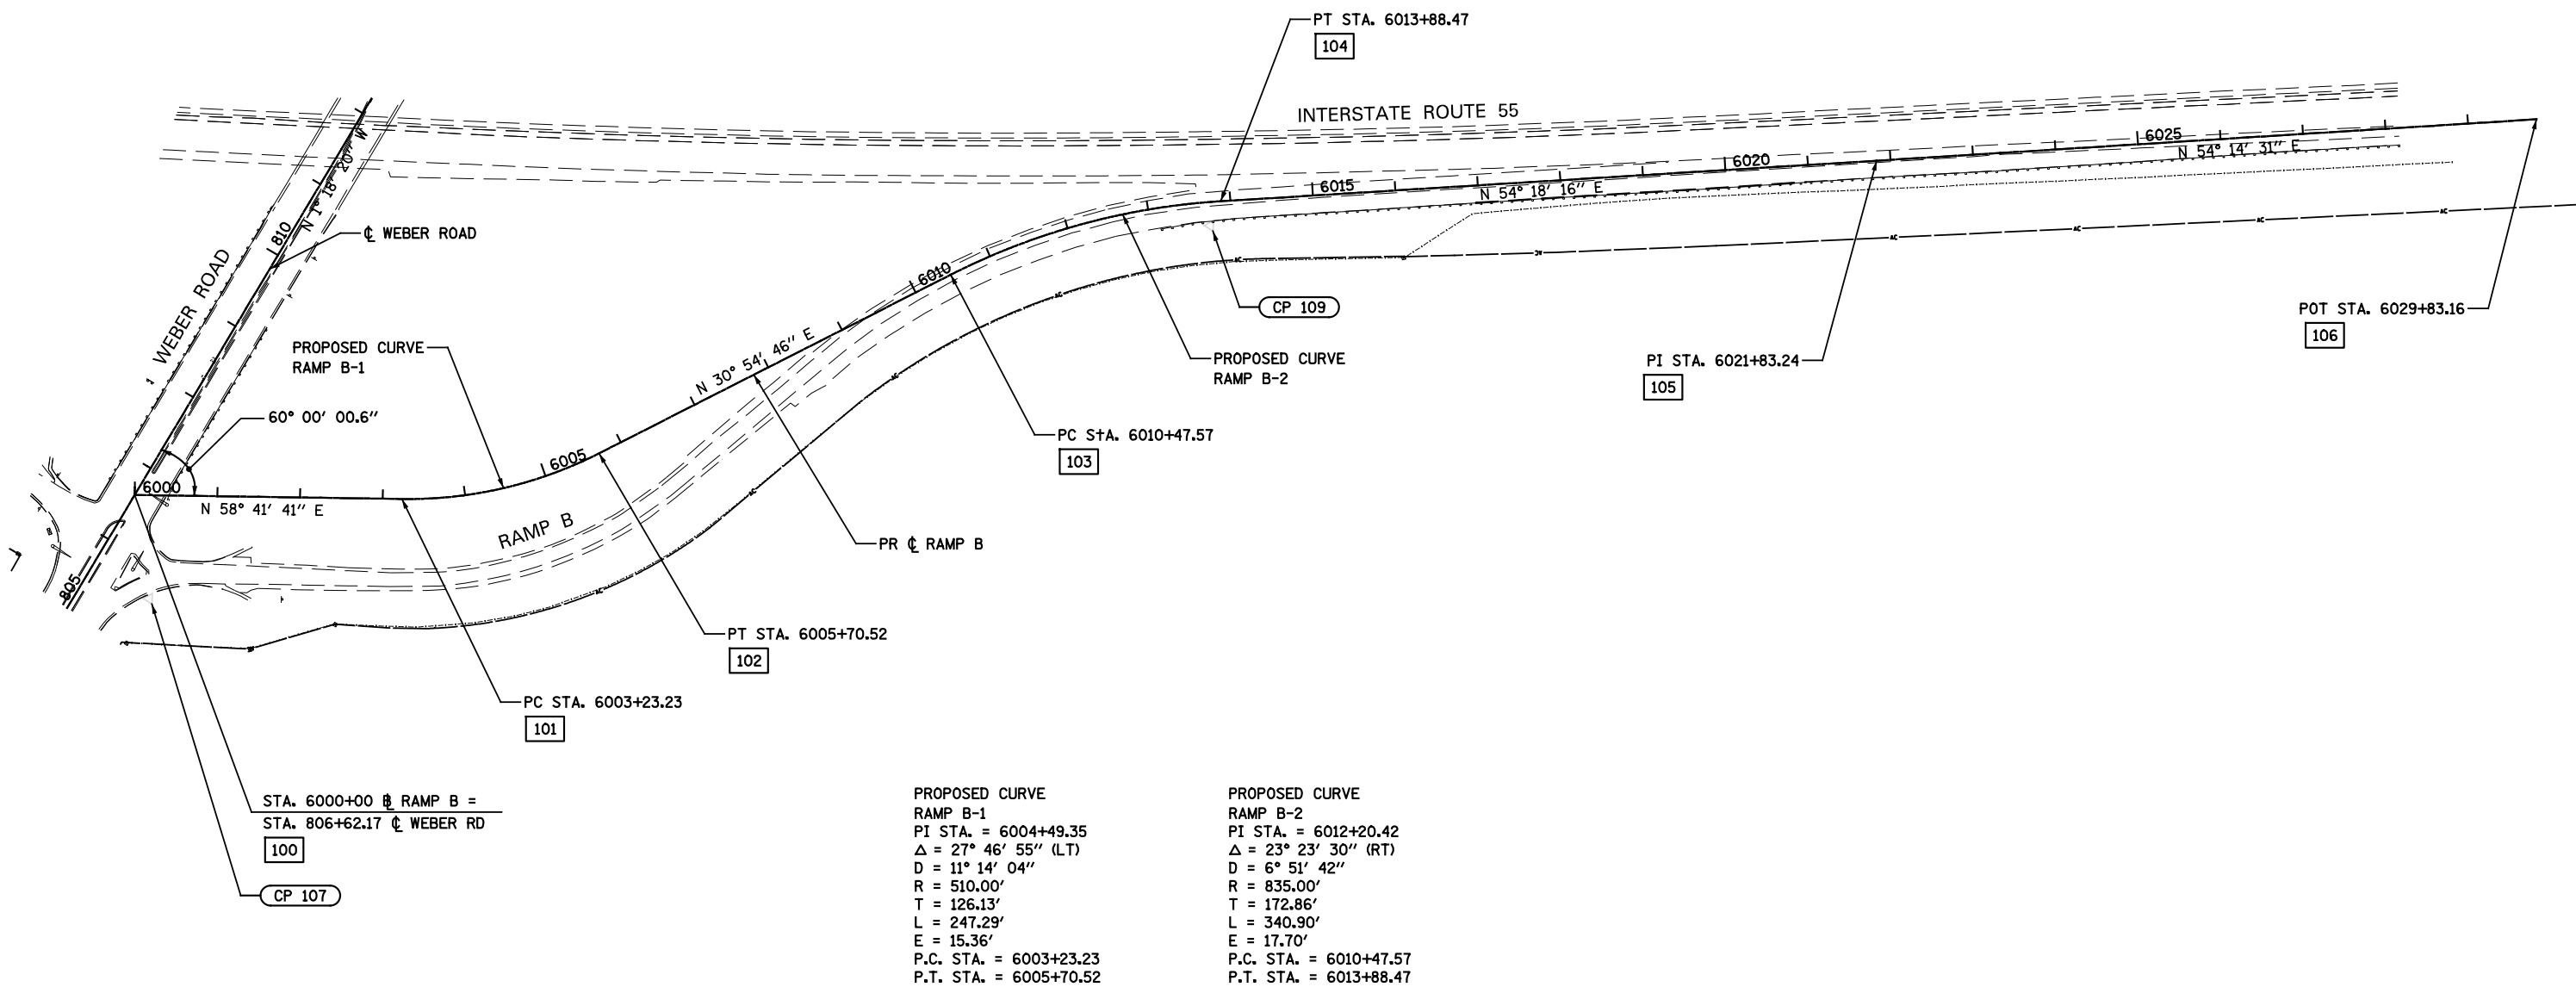 PT STA. 6013+88.47
104
INTERSTATE ROUTE 55
6025
N 54° 14' 31" E
6020
6015
N 54° 18' 16" E
N 1° 18' 20" W
810
℄ WEBER ROAD
WEBER ROAD
6010
CP 109
POT STA. 6029+83.16
106
PROPOSED CURVE
RAMP B-1
N 30° 54' 46" E
PROPOSED CURVE
RAMP B-2
PI STA. 6021+83.24
105
60° 00' 00.6"
PC STA. 6010+47.57
103
6005
6000
N 58° 41' 41" E
RAMP B
PR ℄ RAMP B
805
PT STA. 6005+70.52
102
PC STA. 6003+23.23
101
STA. 6000+00 ℄ RAMP B =
STA. 806+62.17 ℄ WEBER RD
100
CP 107
PROPOSED CURVE
RAMP B-1
PI STA. = 6004+49.35
Δ = 27° 46' 55" (LT)
D = 11° 14' 04"
R = 510.00'
T = 126.13'
L = 247.29'
E = 15.36'
P.C. STA. = 6003+23.23
P.T. STA. = 6005+70.52
PROPOSED CURVE
RAMP B-2
PI STA. = 6012+20.42
Δ = 23° 23' 30" (RT)
D = 6° 51' 42"
R = 835.00'
T = 172.86'
L = 340.90'
E = 17.70'
P.C. STA. = 6010+47.57
P.T. STA. = 6013+88.47